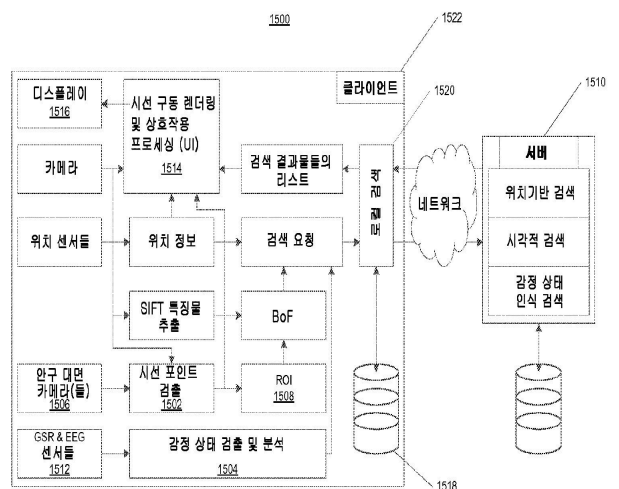 1500
1522
클라이언트
디스플레이
1516
시선 구동 렌더링
및 상호작용
프로세싱 (UI)
1514
1520
1510
카메라
검색 결과물들의
리스트
로컬 검색
네트워크
서버
위치기반 검색
시각적 검색
감정 상태
인식 검색
위치 센서들
위치 정보
검색 요청
SIFT 특징물
추출
BoF
안구 대면
카메라(들)
1506
시선 포인트
검출
1502
ROI
1508
GSR & EEG
센서들
1512
감정 상태 검출 및 분석
1504
1518